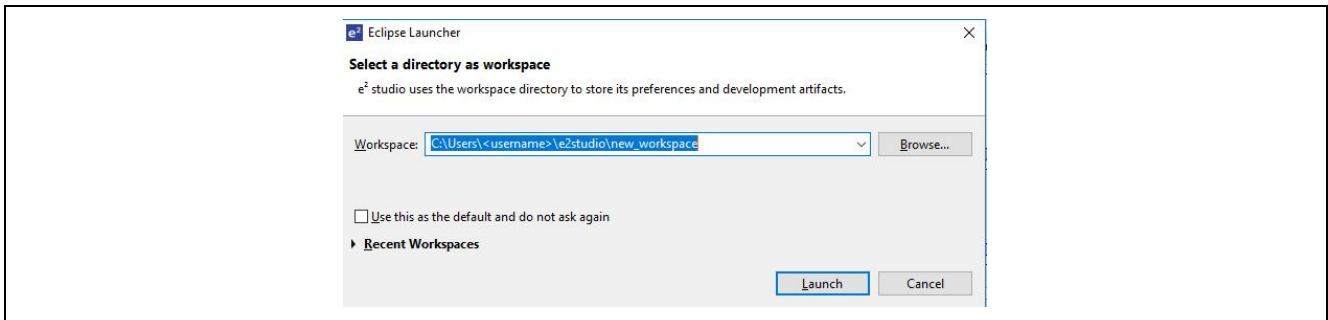 e² Eclipse Launcher
Select a directory as workspace
e² studio uses the workspace directory to store its preferences and development artifacts.
Workspace: C:\Users\<username>\e2studio\new_workspace Browse...
Use this as the default and do not ask again
Recent Workspaces
Launch Cancel